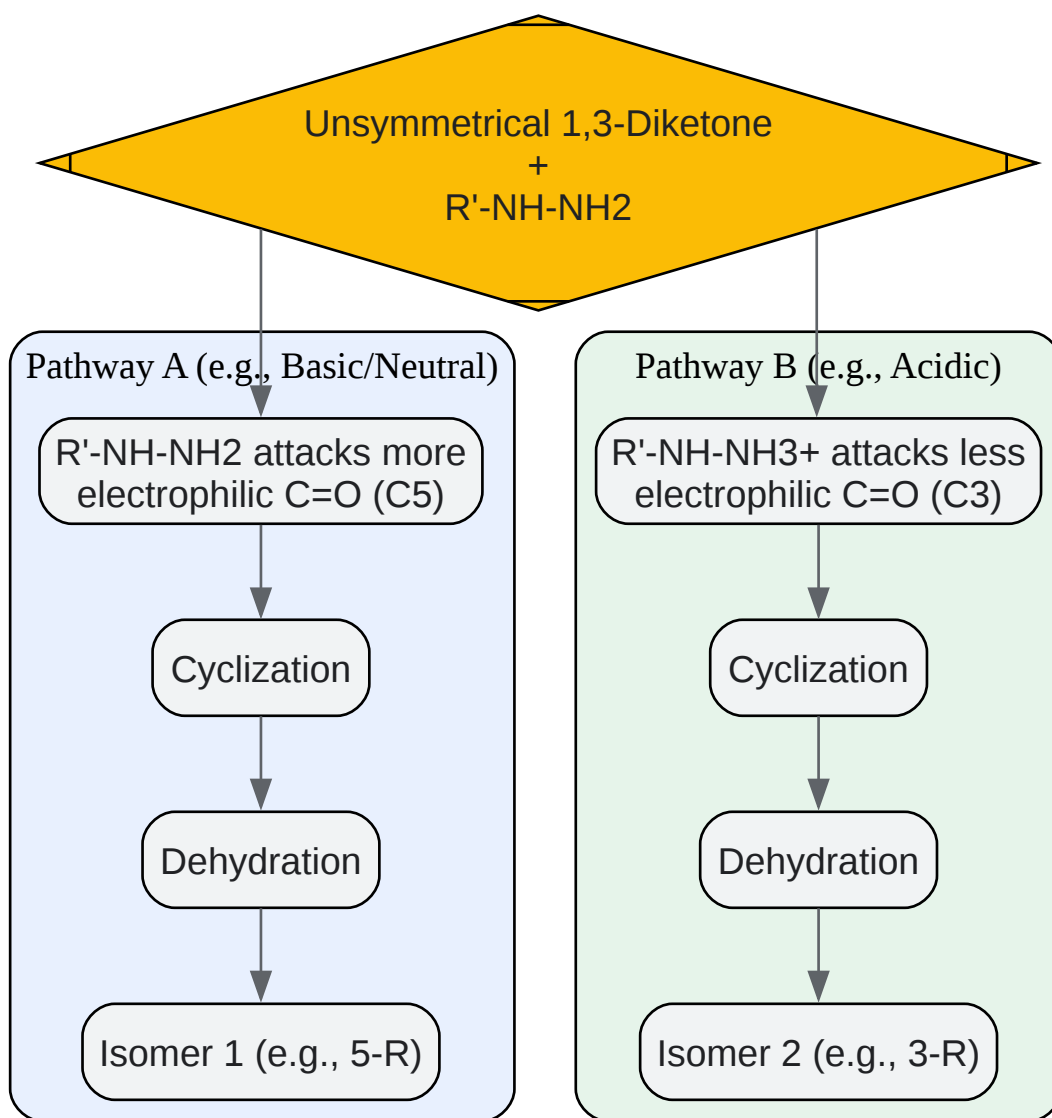 Unsymmetrical 1,3-Diketone
+
R'-NH-NH2
Pathway A (e.g., Basic/Neutral)
R'-NH-NH2 attacks more
electrophilic C=O (C5)
Cyclization
Dehydration
Isomer 1 (e.g., 5-R)
Pathway B (e.g., Acidic)
R'-NH-NH3+ attacks less
electrophilic C=O (C3)
Cyclization
Dehydration
Isomer 2 (e.g., 3-R)